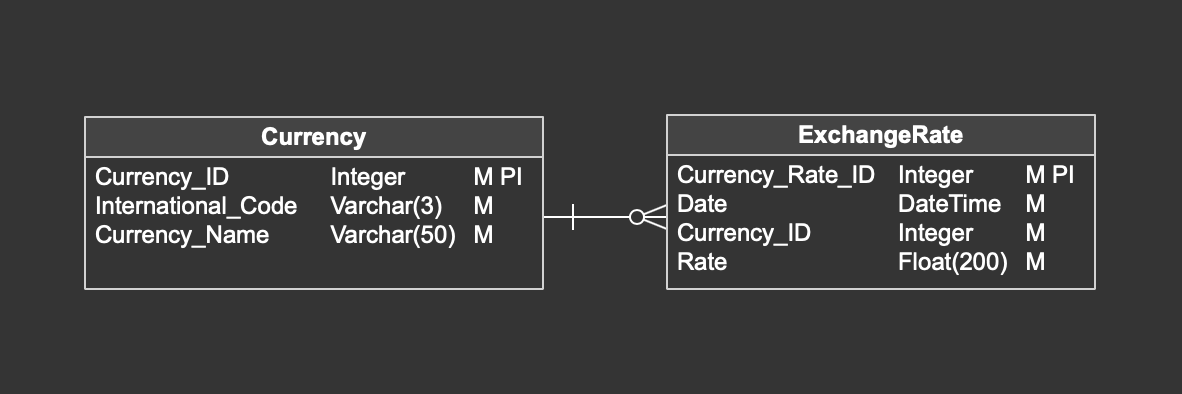 Currency
Currency_ID Integer M PI
International_Code Varchar(3) M
Currency_Name Varchar(50) M
ExchangeRate
Currency_Rate_ID Integer M PI
Date DateTime M
Currency_ID Integer M
Rate Float(200) M